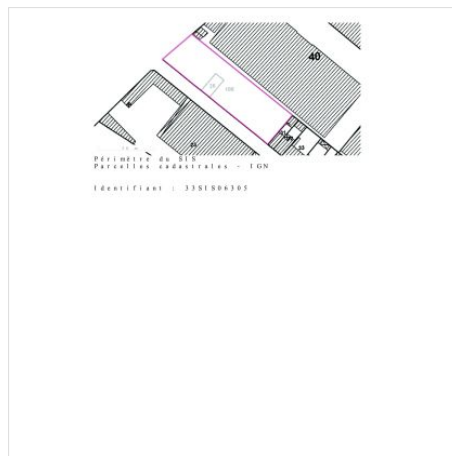 40
Périmètre du SIS
Parcelles cadastrales - IGN
Identifiant : 33SIS06305